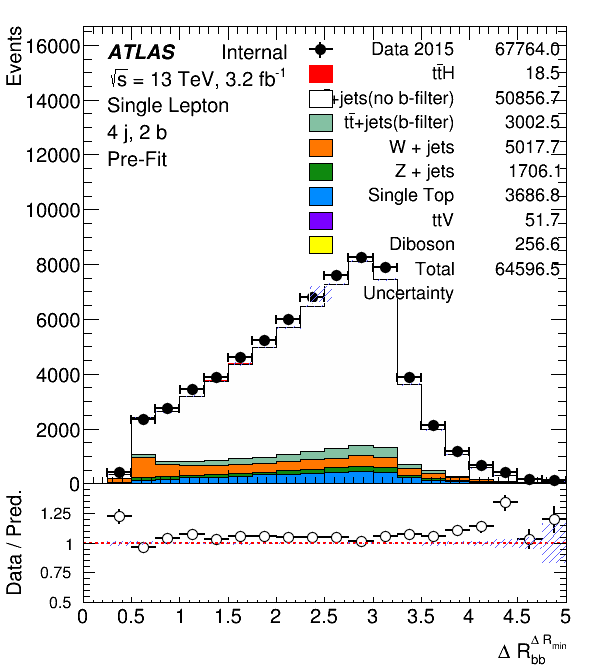 Events
16000
14000
12000
10000
8000
6000
4000
2000
0
ATLAS Internal
√s = 13 TeV, 3.2 fb-1
Single Lepton
4 j, 2 b
Pre-Fit
Data 2015 67764.0
tt̄H 18.5
+jets(no b-filter) 50856.7
tt̄+jets(b-filter) 3002.5
W + jets 5017.7
Z + jets 1706.1
Single Top 3686.8
ttV 51.7
Diboson 256.6
Total 64596.5
Uncertainty
Data / Pred.
1.25
1
0.75
0.5
0 0.5 1 1.5 2 2.5 3 3.5 4 4.5 5
Δ R bb Δ Rmin